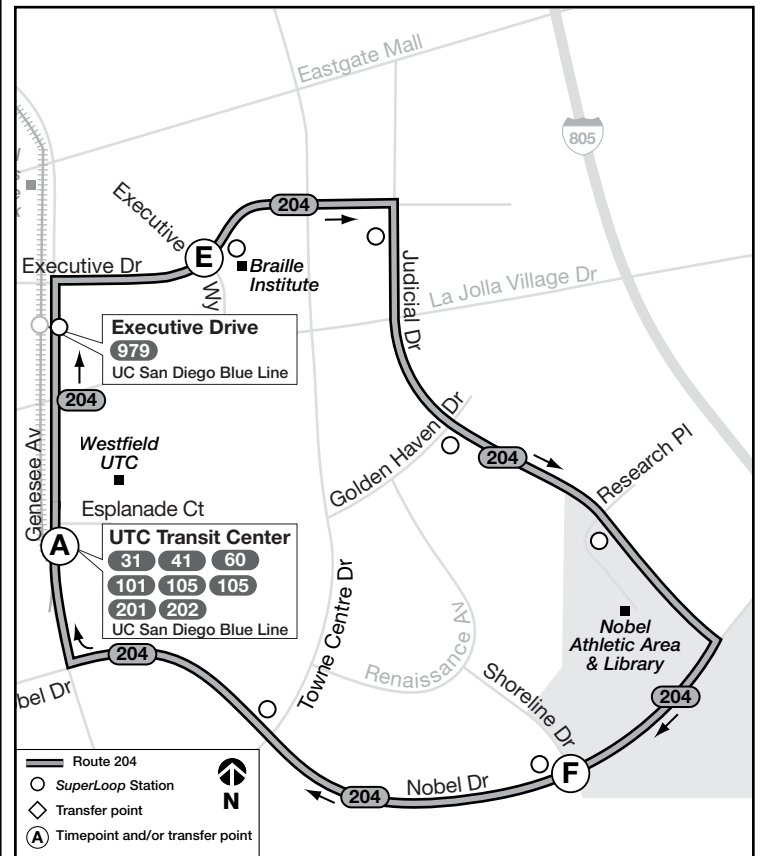 Eastgate Mall
805
Executive
Wy
204
E
Braille
Institute
Executive Dr
Judicial Dr
La Jolla Village Dr
Executive Drive
979
UC San Diego Blue Line
204
Genesee Av
Westfield
UTC
Golden Haven Dr
204
Research Pl
Esplanade Ct
A
UTC Transit Center
31 41 60
101 105 105
201 202
UC San Diego Blue Line
Nobel
Athletic Area
& Library
Towne Centre Dr
Renaissance Av
Shoreline Dr
204
204
bel Dr
F
Nobel Dr
204
Route 204
SuperLoop Station
Transfer point
A Timepoint and/or transfer point
N